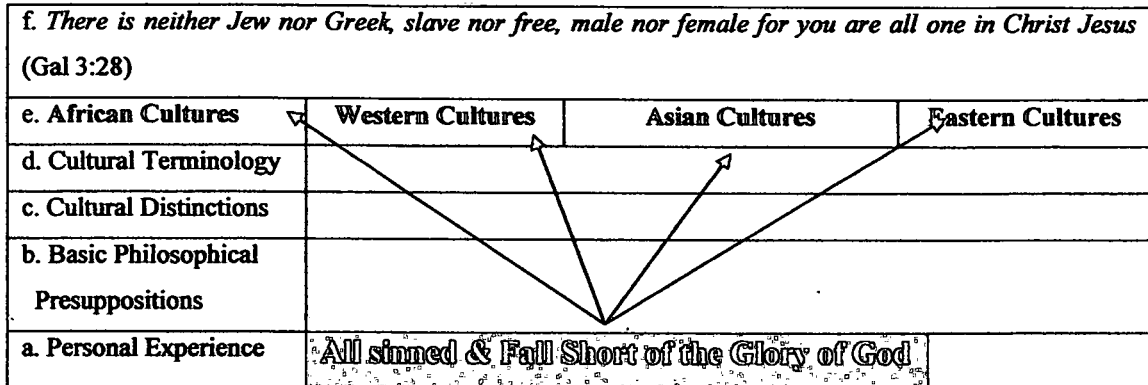 f. There is neither Jew nor Greek, slave nor free, male nor female for you are all one in Christ Jesus
(Gal 3:28)
e. African Cultures Western Cultures Asian Cultures Eastern Cultures
d. Cultural Terminology
c. Cultural Distinctions
b. Basic Philosophical
Presuppositions
a. Personal Experience All sinned & Fall Short of the Glory of God